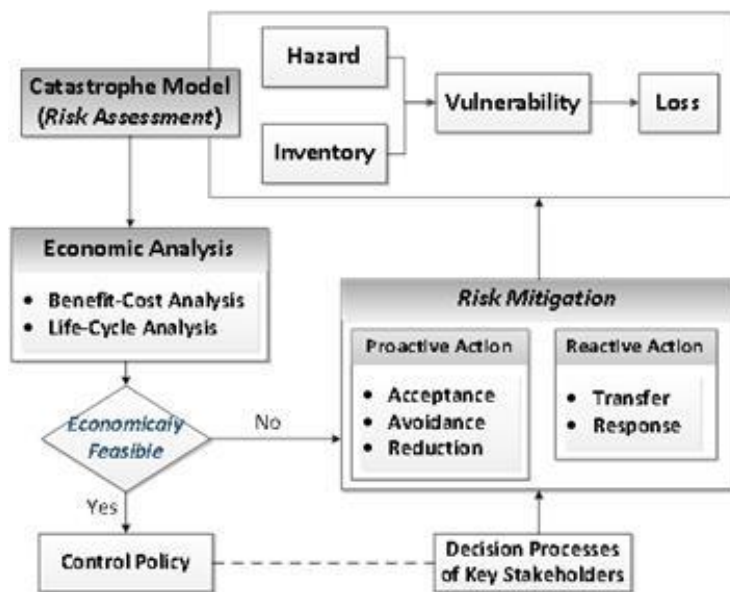 Hazard
Catastrophe Model
(Risk Assessment)
Vulnerability
Loss
Inventory
Economic Analysis
• Benefit-Cost Analysis
• Life-Cycle Analysis
Risk Mitigation
Proactive Action
• Acceptance
• Avoidance
• Reduction
Reactive Action
• Transfer
• Response
Economicaly
Feasible
No
Yes
Control Policy
Decision Processes
of Key Stakeholders